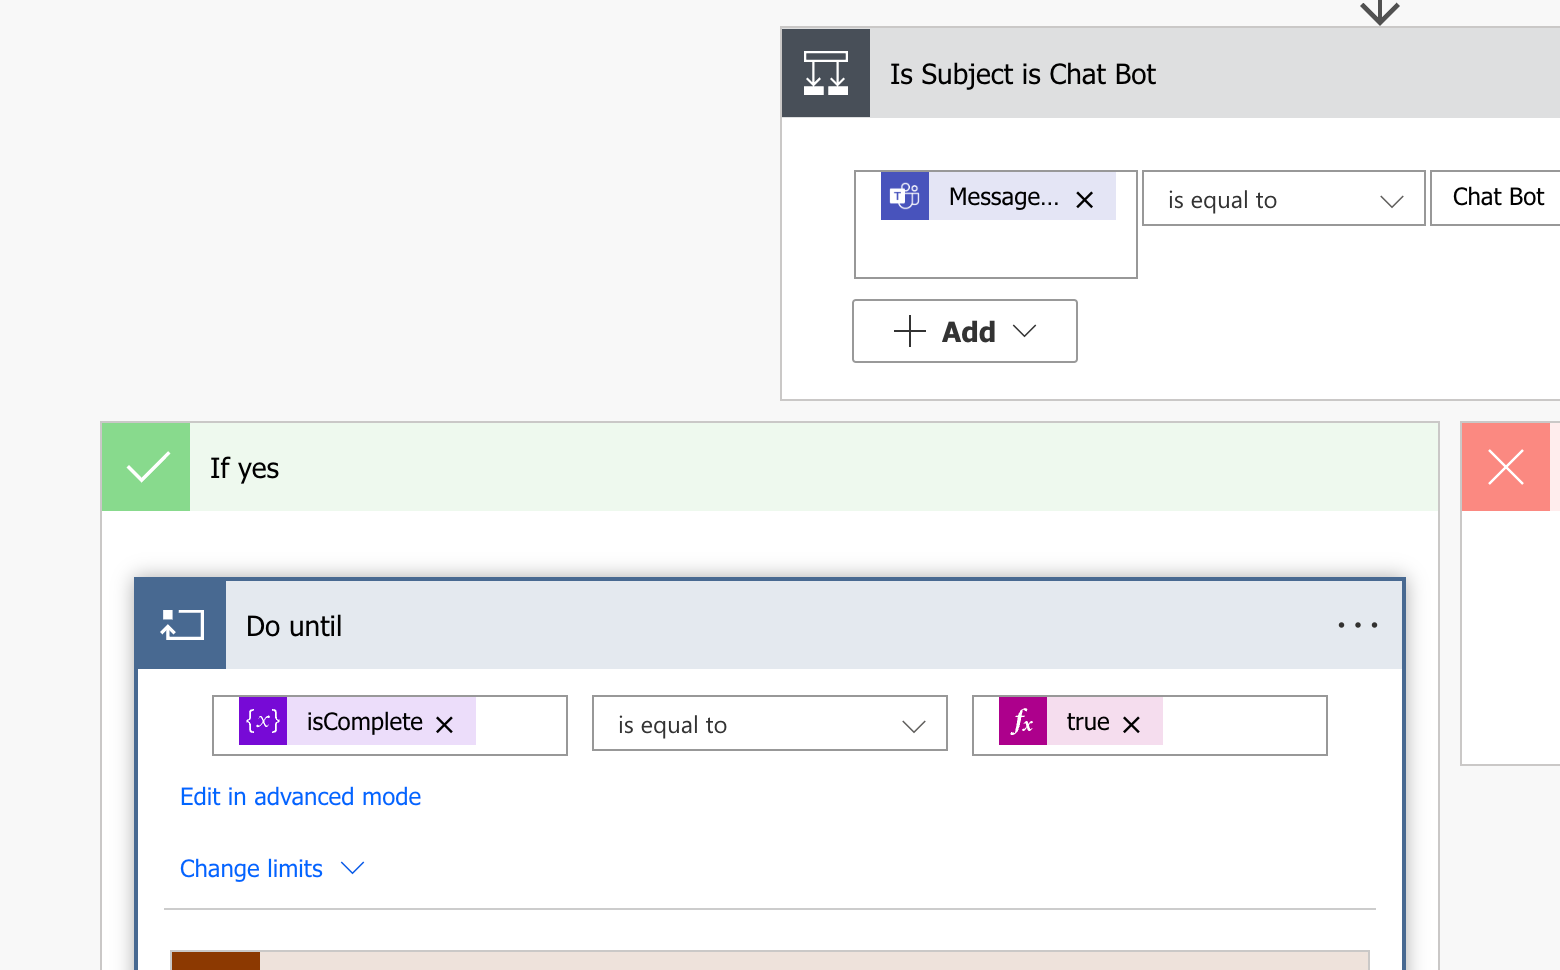 Is Subject is Chat Bot
Message...
is equal to
Chat Bot
Add
If yes
Do until
{x} isComplete
is equal to
fx true
Edit in advanced mode
Change limits